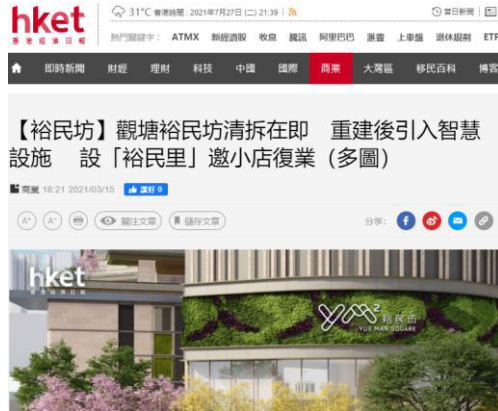 hket
香港經濟日報
31°C 香港時間：2021年7月27日(二) 21:39
昔日新聞
熱門關鍵字： ATMX 新經濟股 收息 騰訊 阿里巴巴 滙豐 上車盤 退休規劃 ETF
即時新聞 財經 理財 科技 中國 國際 商業 大灣區 移民百科 博客
【裕民坊】觀塘裕民坊清拆在即 重建後引入智慧
設施 設「裕民里」邀小店復業（多圖）
商業 18:21 2021/03/15 讚好 0
A+ A- 關注文章 儲存文章 分享：
hket
香港經濟日報
YM² 裕民坊
YUE MAN SQUARE